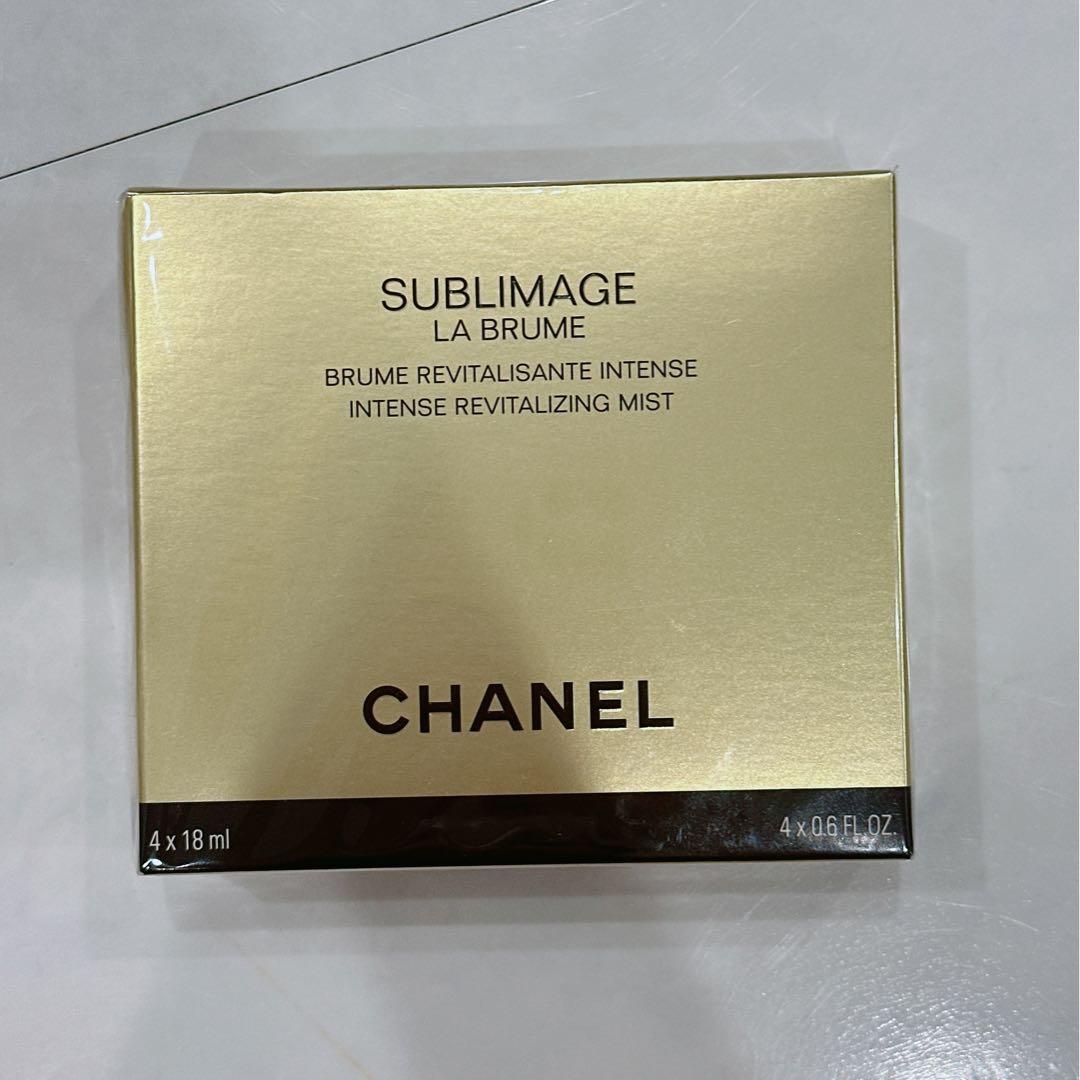 SUBLIMAGE
LA BRUME
BRUME REVITALISANTE INTENSE
INTENSE REVITALIZING MIST
CHANEL
4 x 18 ml
4 x 0.6 FL.OZ.